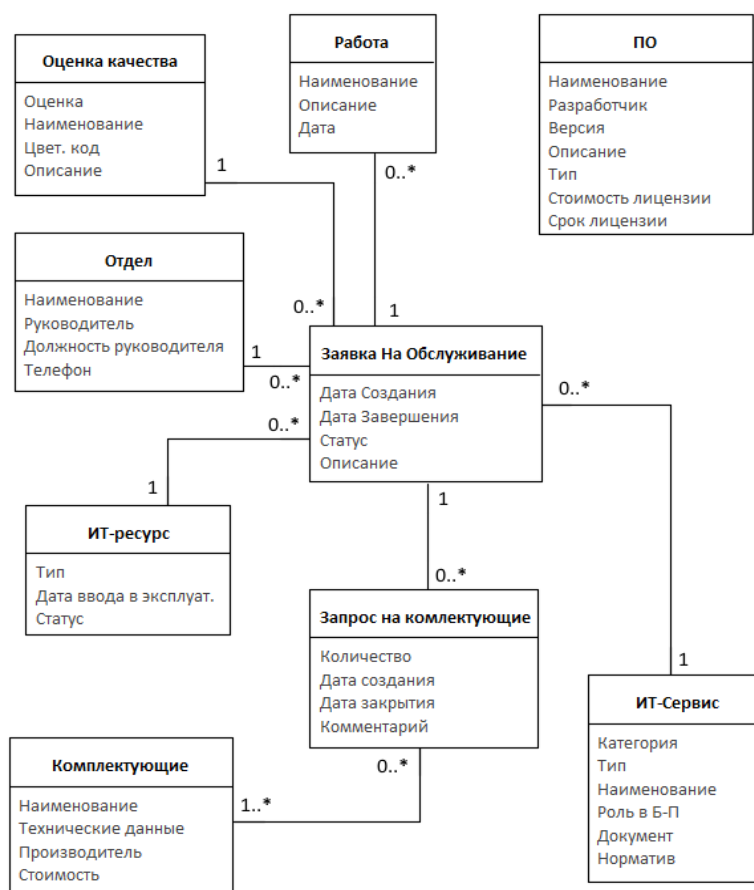 Оценка качества
Оценка
Наименование
Цвет. код
Описание
1
Работа
Наименование
Описание
Дата
0..*
ПО
Наименование
Разработчик
Версия
Описание
Тип
Стоимость лицензии
Срок лицензии
Отдел
Наименование
Руководитель
Должность руководителя
Телефон
1
0..*
0..*
1
Заявка На Обслуживание
Дата Создания
Дата Завершения
Статус
Описание
0..*
0..*
1
1
ИТ-ресурс
Тип
Дата ввода в эксплуат.
Статус
0..*
Запрос на комлектующие
Количество
Дата создания
Дата закрытия
Комментарий
0..*
1
ИТ-Сервис
Категория
Тип
Наименование
Роль в Б-П
Документ
Норматив
Комплектующие
Наименование
Технические данные
Производитель
Стоимость
1..*